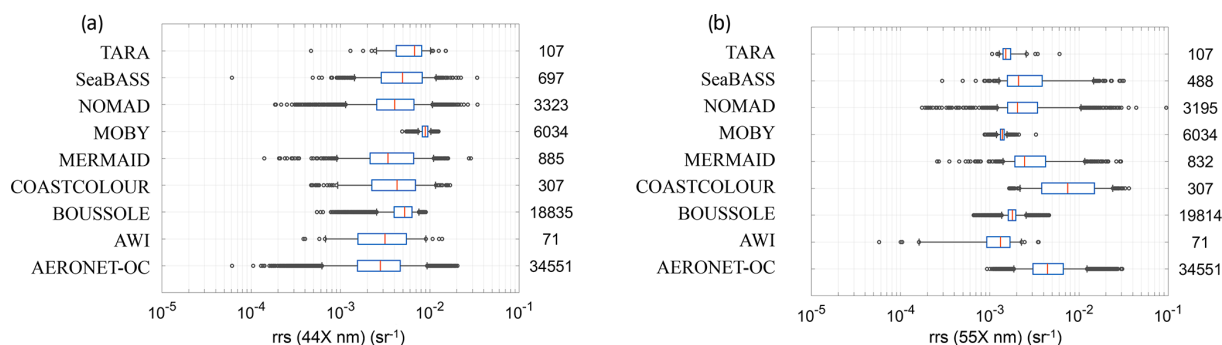 (a)
TARA 107
SeaBASS 697
NOMAD 3323
MOBY 6034
MERMAID 885
COASTCOLOUR 307
BOUSSOLE 18835
AWI 71
AERONET-OC 34551
10⁻⁵ 10⁻⁴ 10⁻³ 10⁻² 10⁻¹
rrs (44X nm) (sr⁻¹)
(b)
TARA 107
SeaBASS 488
NOMAD 3195
MOBY 6034
MERMAID 832
COASTCOLOUR 307
BOUSSOLE 19814
AWI 71
AERONET-OC 34551
10⁻⁵ 10⁻⁴ 10⁻³ 10⁻² 10⁻¹
rrs (55X nm) (sr⁻¹)